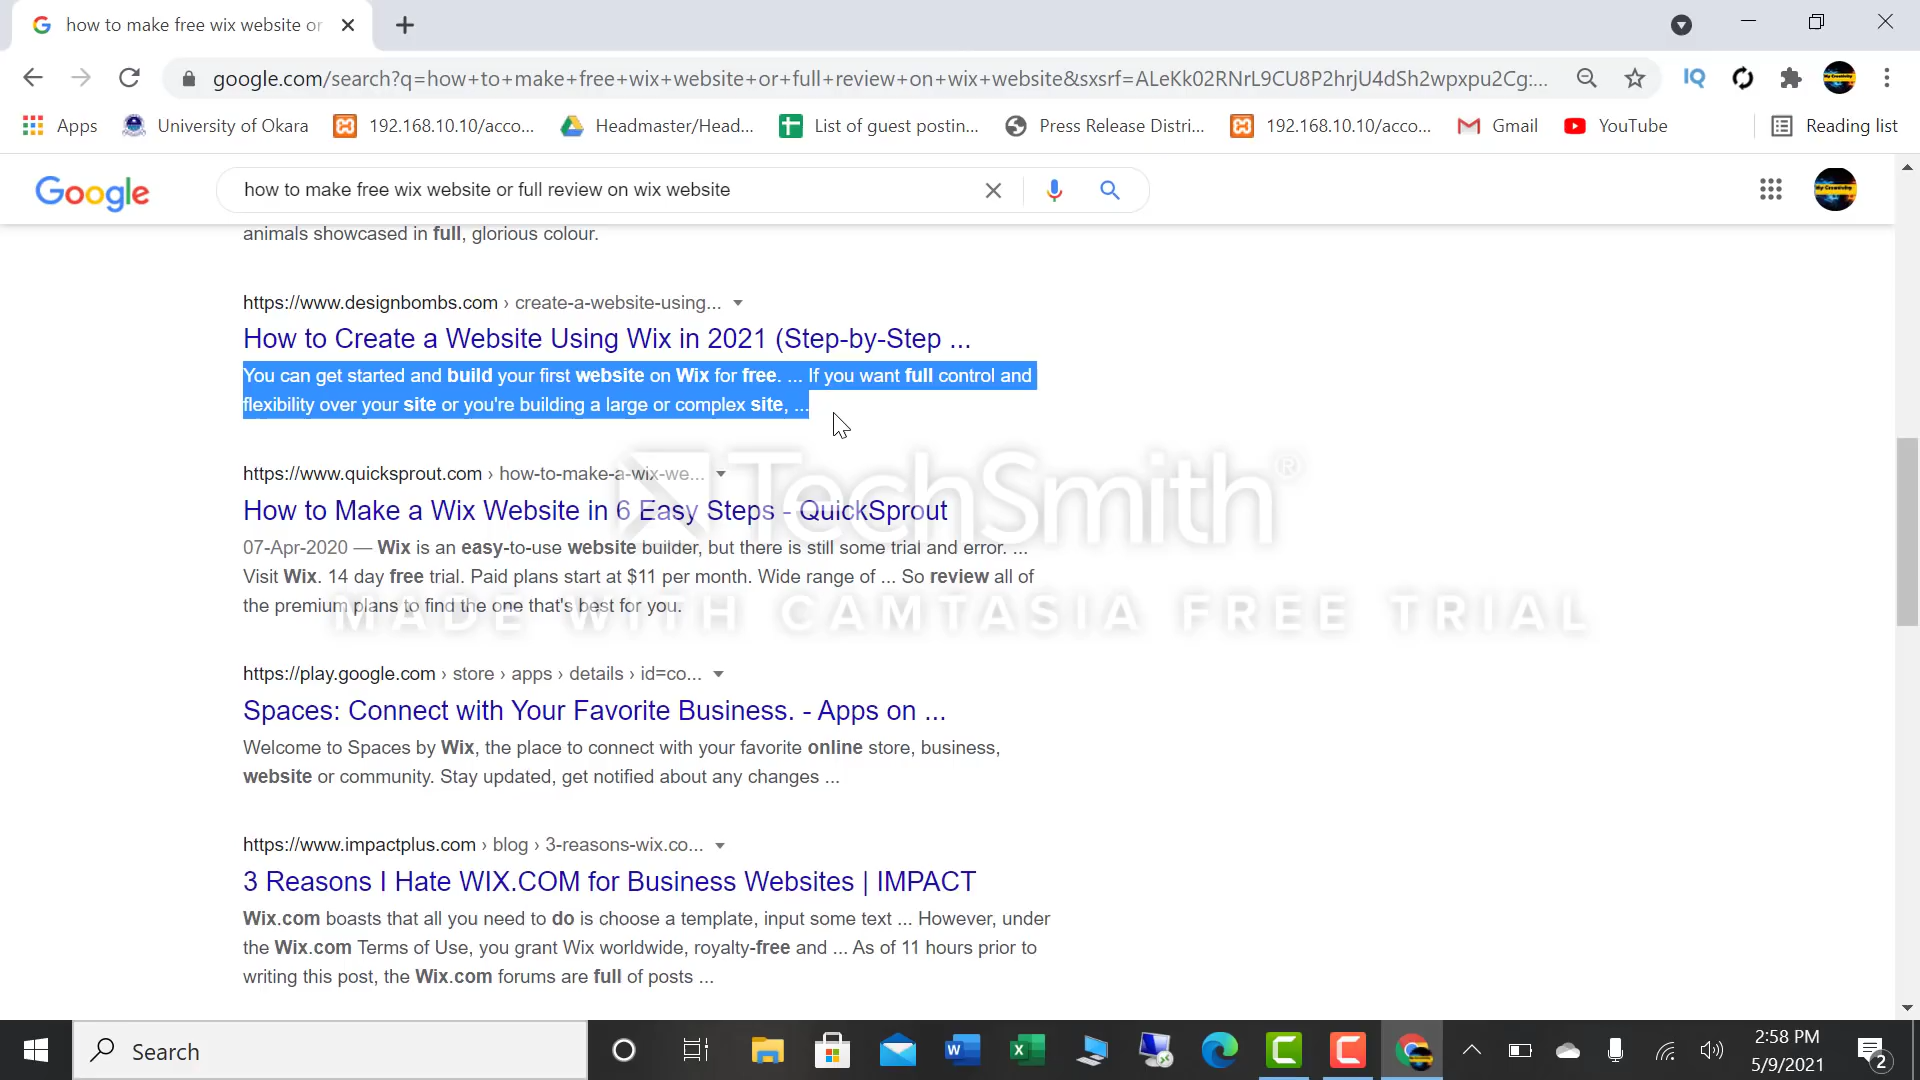 how to make free wix website or
google.com/search?q=how+to+make+free+wix+website+or+full+review+on+wix+website&sxsrf=ALeKk02RNrL9CU8P2hrjU4dSh2wpxpu2Cg:...
Apps University of Okara 192.168.10.10/acco... Headmaster/Head... List of guest postin... Press Release Distri... 192.168.10.10/acco... Gmail YouTube Reading list
Google how to make free wix website or full review on wix website
animals showcased in full, glorious colour.
https://www.designbombs.com › create-a-website-using...
How to Create a Website Using Wix in 2021 (Step-by-Step ...
You can get started and build your first website on Wix for free. ... If you want full control and
flexibility over your site or you're building a large or complex site, ...
https://www.quicksprout.com › how-to-make-a-wix-we...
TechSmith®
How to Make a Wix Website in 6 Easy Steps - QuickSprout
07-Apr-2020 — Wix is an easy-to-use website builder, but there is still some trial and error. ...
Visit Wix. 14 day free trial. Paid plans start at $11 per month. Wide range of ... So review all of
the premium plans to find the one that's best for you.
MADE WITH CAMTASIA FREE TRIAL
https://play.google.com › store › apps › details › id=co...
Spaces: Connect with Your Favorite Business. - Apps on ...
Welcome to Spaces by Wix, the place to connect with your favorite online store, business,
website or community. Stay updated, get notified about any changes ...
https://www.impactplus.com › blog › 3-reasons-wix.co...
3 Reasons I Hate WIX.COM for Business Websites | IMPACT
Wix.com boasts that all you need to do is choose a template, input some text ... However, under
the Wix.com Terms of Use, you grant Wix worldwide, royalty-free and ... As of 11 hours prior to
writing this post, the Wix.com forums are full of posts ...
Search
2:58 PM
5/9/2021
2